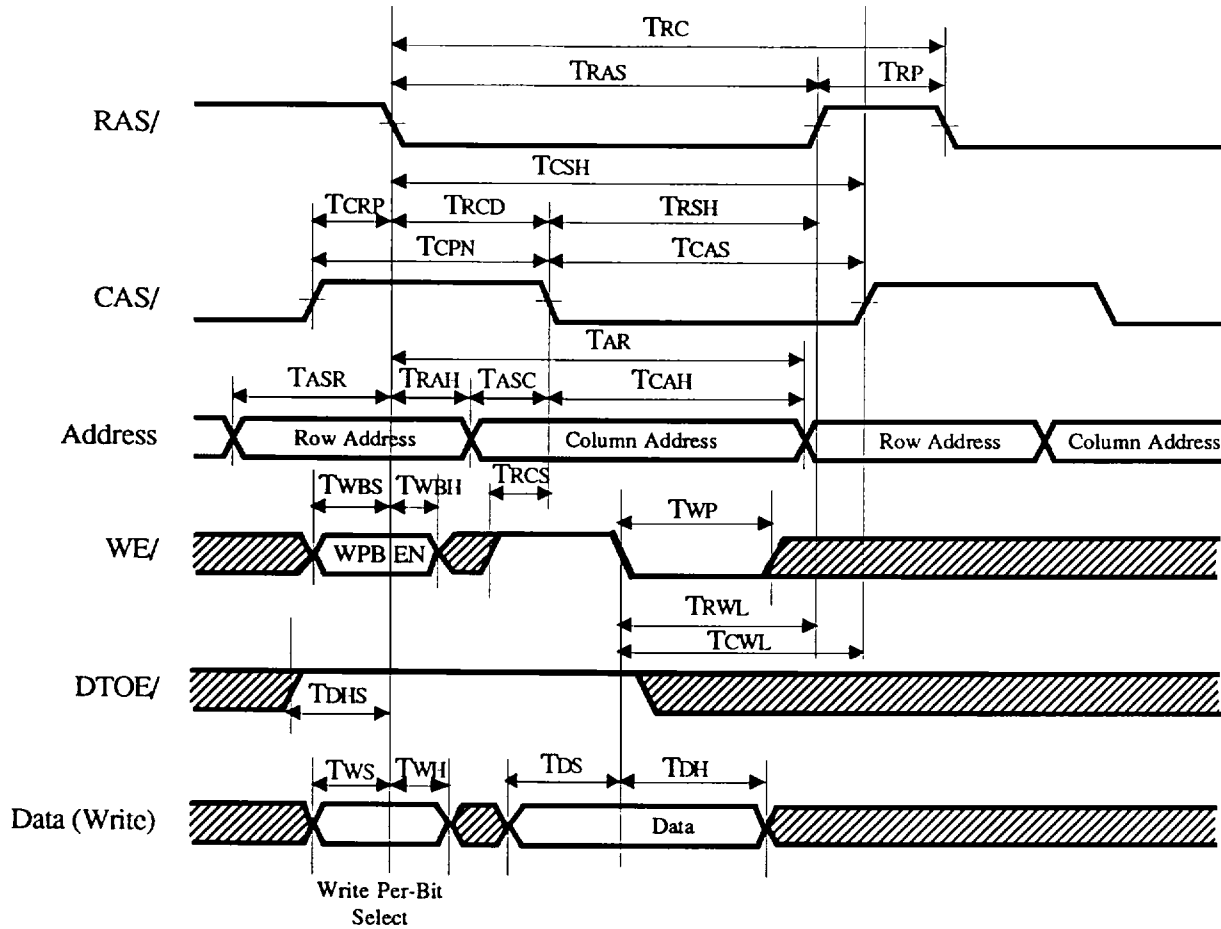 TRC
TRAS TRP
RAS/
TCSH
TCRP TRCD TRSH
TCPN TCAS
CAS/
TAR
TASR TRAH TASC TCAH
Address Row Address Column Address Row Address Column Address
TWBS TWBH TRCS TWP
WE/ WPB EN
TRWL
TCWL
DTOE/ TDHS
TWS TWH TDS TDH
Data (Write) Data
Write Per-Bit
Select